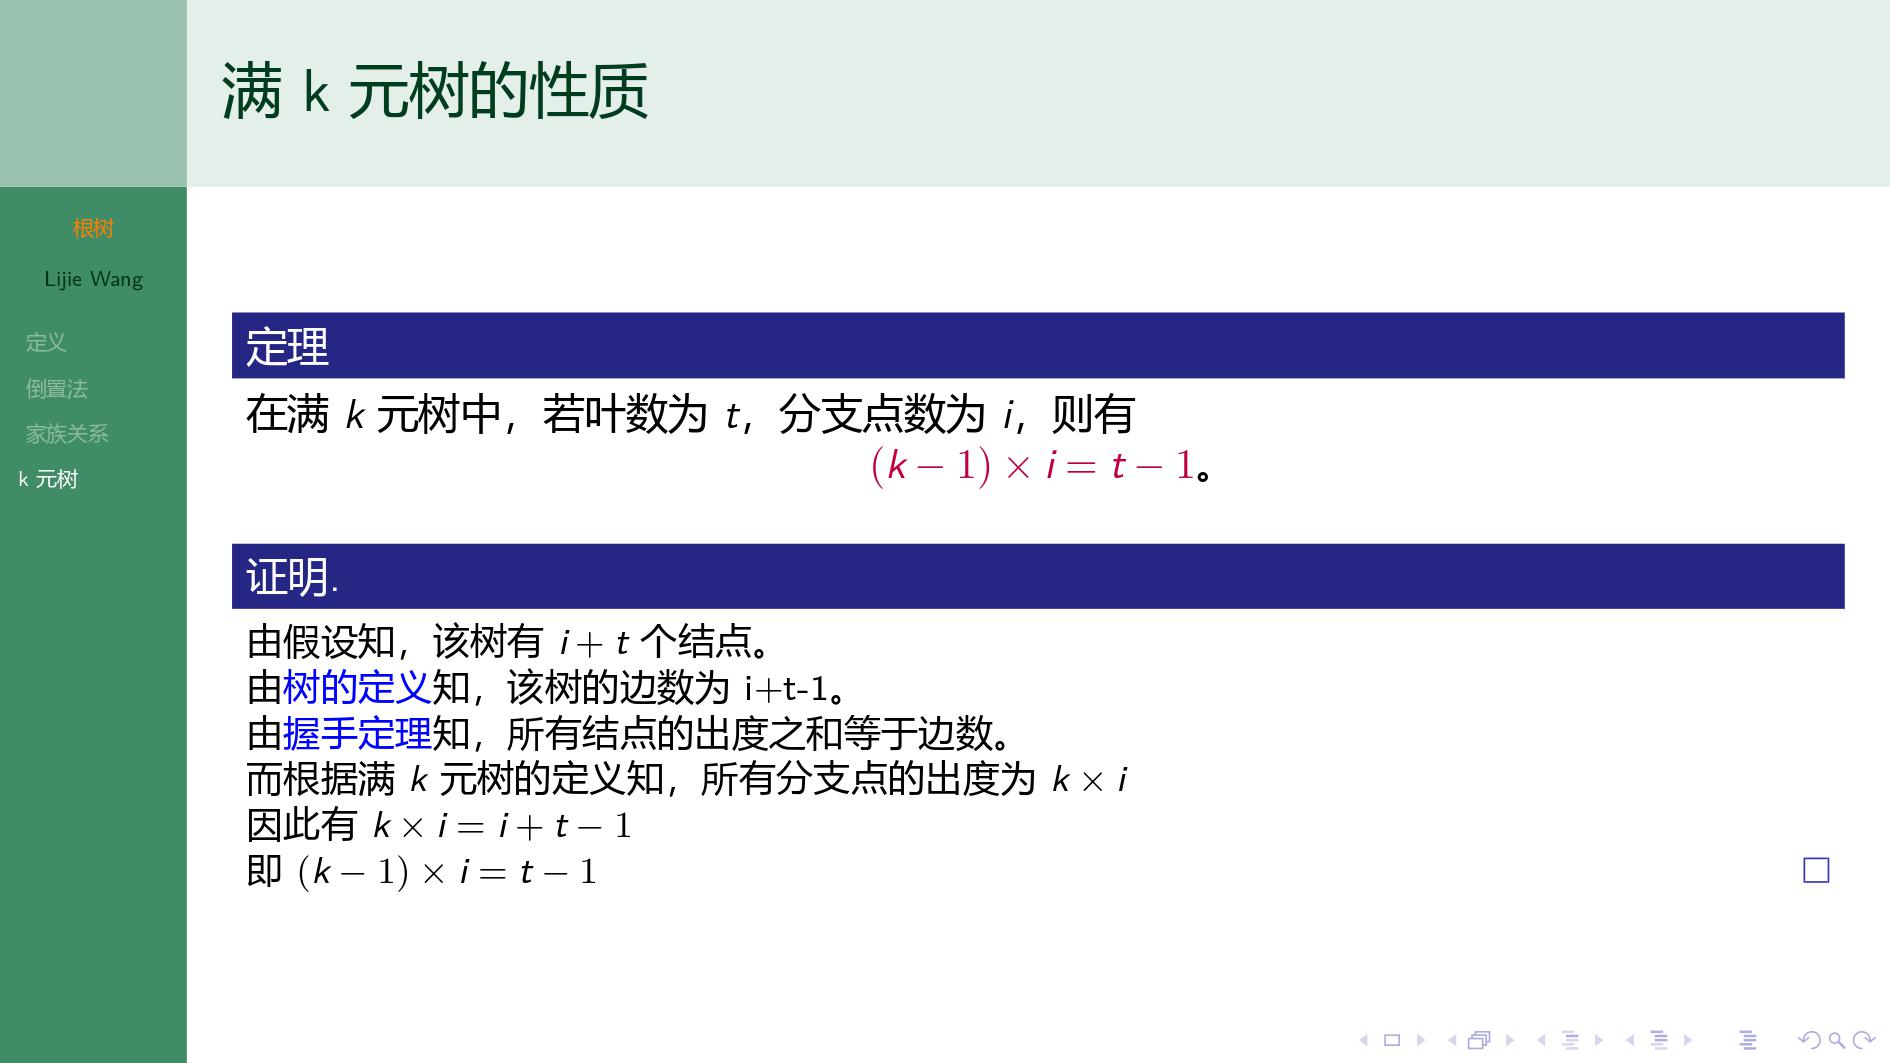 满 k 元树的性质
根树
Lijie Wang
定义
倒置法
家族关系
k 元树
定理
在满 k 元树中，若叶数为 t，分支点数为 i，则有
(k − 1) × i = t − 1。
证明.
由假设知，该树有 i + t 个结点。
由树的定义知，该树的边数为 i+t-1。
由握手定理知，所有结点的出度之和等于边数。
而根据满 k 元树的定义知，所有分支点的出度为 k × i
因此有 k × i = i + t − 1
即 (k − 1) × i = t − 1